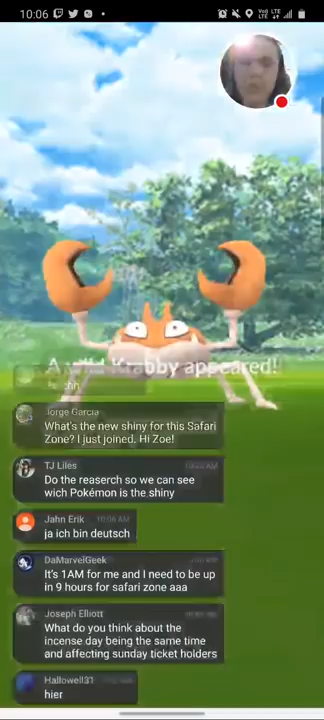 10:06
A wild Krabby appeared!
Jorge Garcia
What's the new shiny for this Safari
Zone? I just joined. Hi Zoe!
TJ Liles
Do the reaserch so we can see
wich Pokémon is the shiny
Jahn Erik 10:06 AM
ja ich bin deutsch
DaMarvelGeek
It's 1AM for me and I need to be up
in 9 hours for safari zone aaa
Joseph Elliott
What do you think about the
incense day being the same time
and affecting sunday ticket holders
Hallowell31
hier